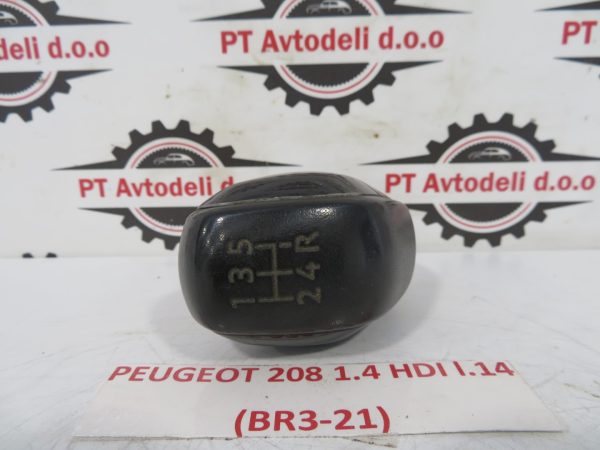 PT Avtodeli d.o.o
PT Avtodeli d.o.o
PT Avtodeli d.o.o
PT Avtodeli d.o.o
1 3 5
2 4 R
PEUGEOT 208 1.4 HDI l.14
(BR3-21)